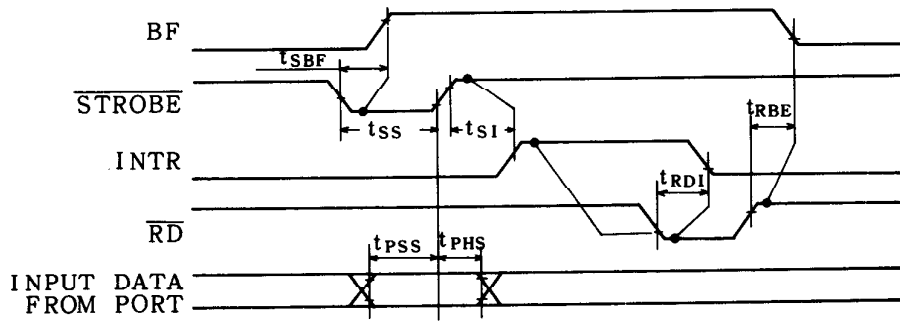 BF
tSBF
STROBE
tSS
tSI
tRBE
INTR
tRDI
RD
tPSS
tPHS
INPUT DATA
FROM PORT